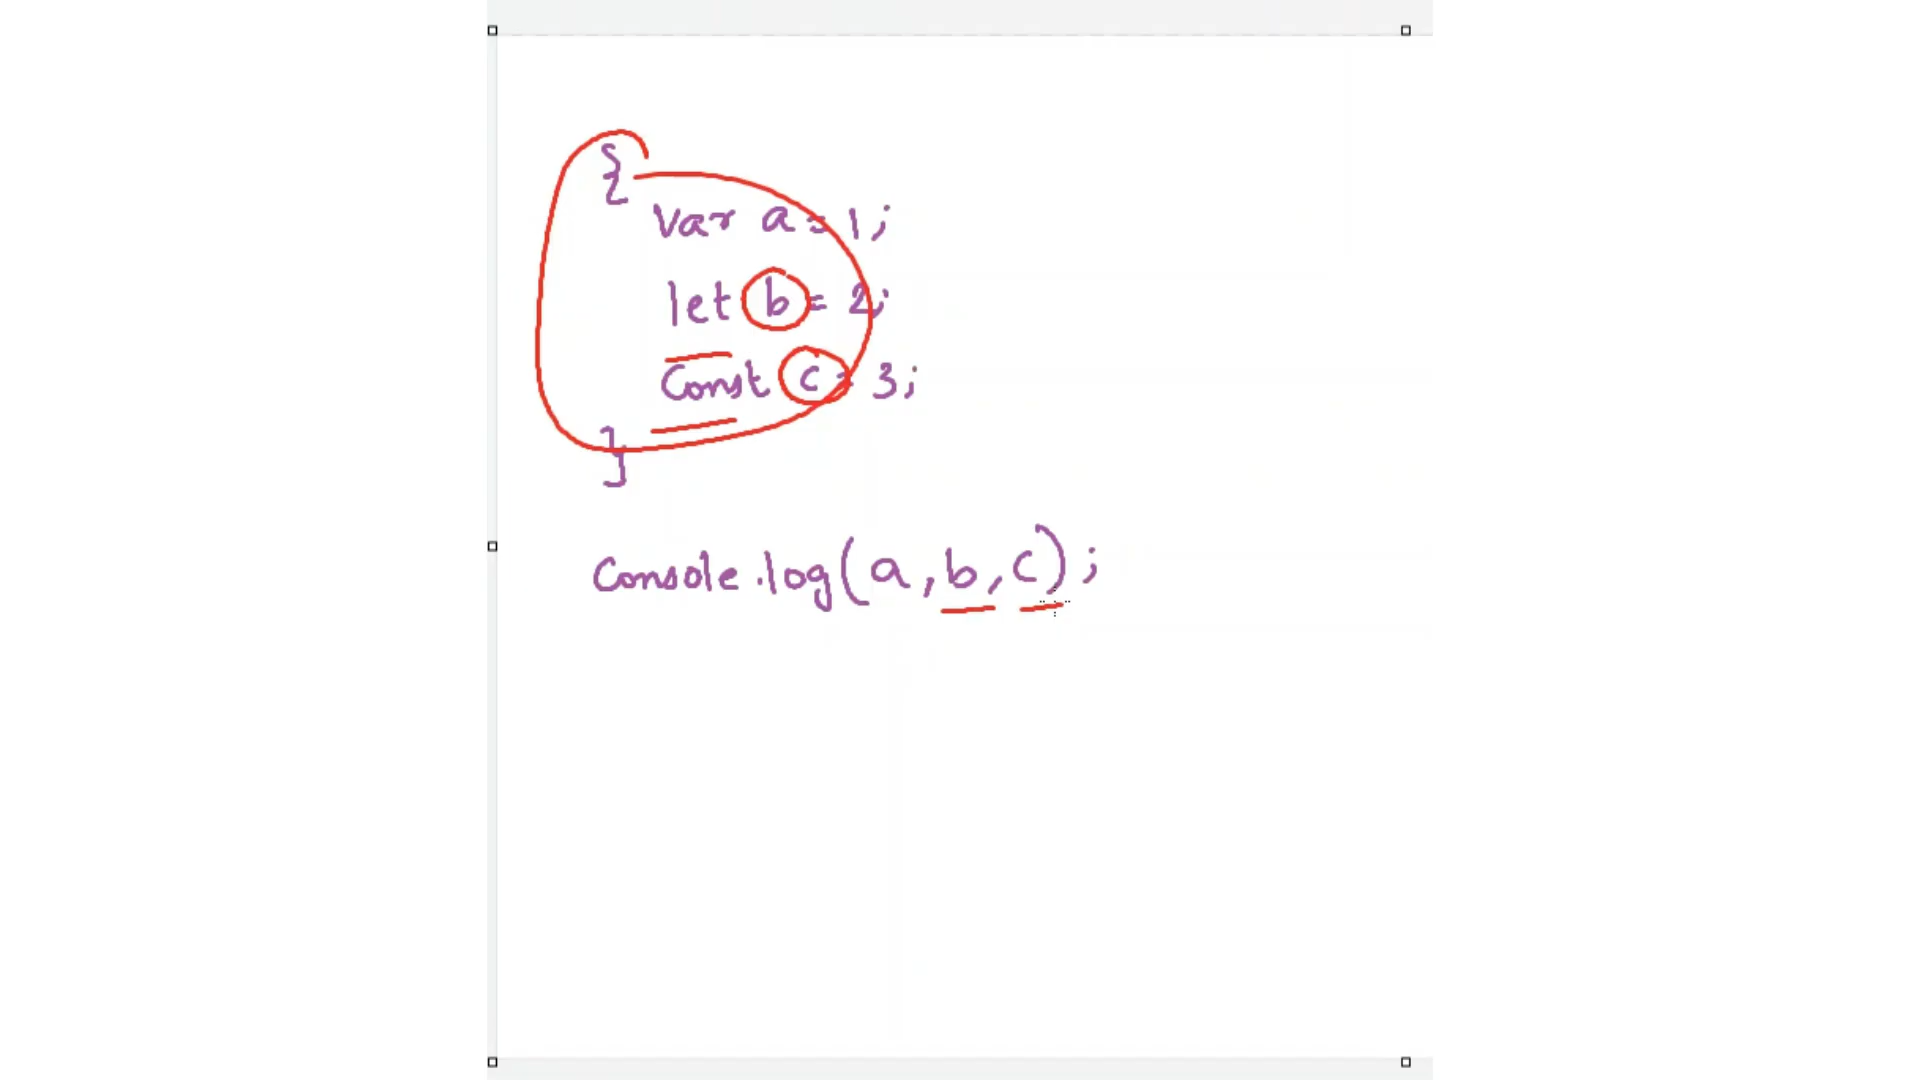 {
Var a = 1;
let b = 2;
Const c = 3;
}
Console.log(a,b,c);